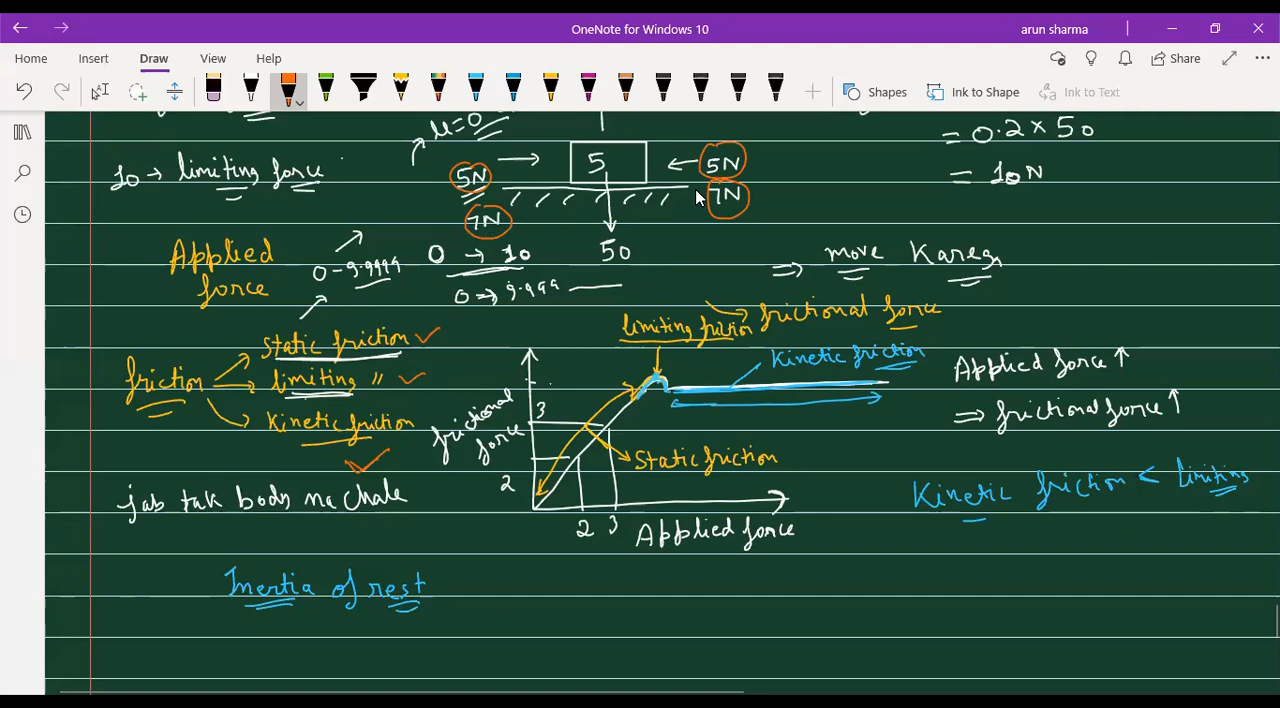 OneNote for Windows 10
arun sharma
Home Insert Draw View Help
Share
Shapes
Ink to Shape
Ink to Text
μ=0
= 0.2 x 50
10 → limiting force
5N → 5 ← 5N
= 10N
7N
7N
Applied force
0 - 9.9999
0 → 10
50
⇒ move Karega
0 ⇒ 9.999
limiting friction
frictional force
friction
Static friction ✓
limiting " ✓
Kinetic friction
✓
Kinetic friction
Applied force ↑
⇒ frictional force ↑
frictional force
3
2
Static friction
Kinetic friction < limiting
jab tak body na chale
2 3 Applied force
Inertia of rest